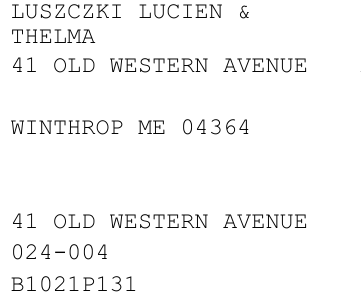 LUSZCZKI LUCIEN &
THELMA
41 OLD WESTERN AVENUE
WINTHROP ME 04364
41 OLD WESTERN AVENUE
024-004
B1021P131